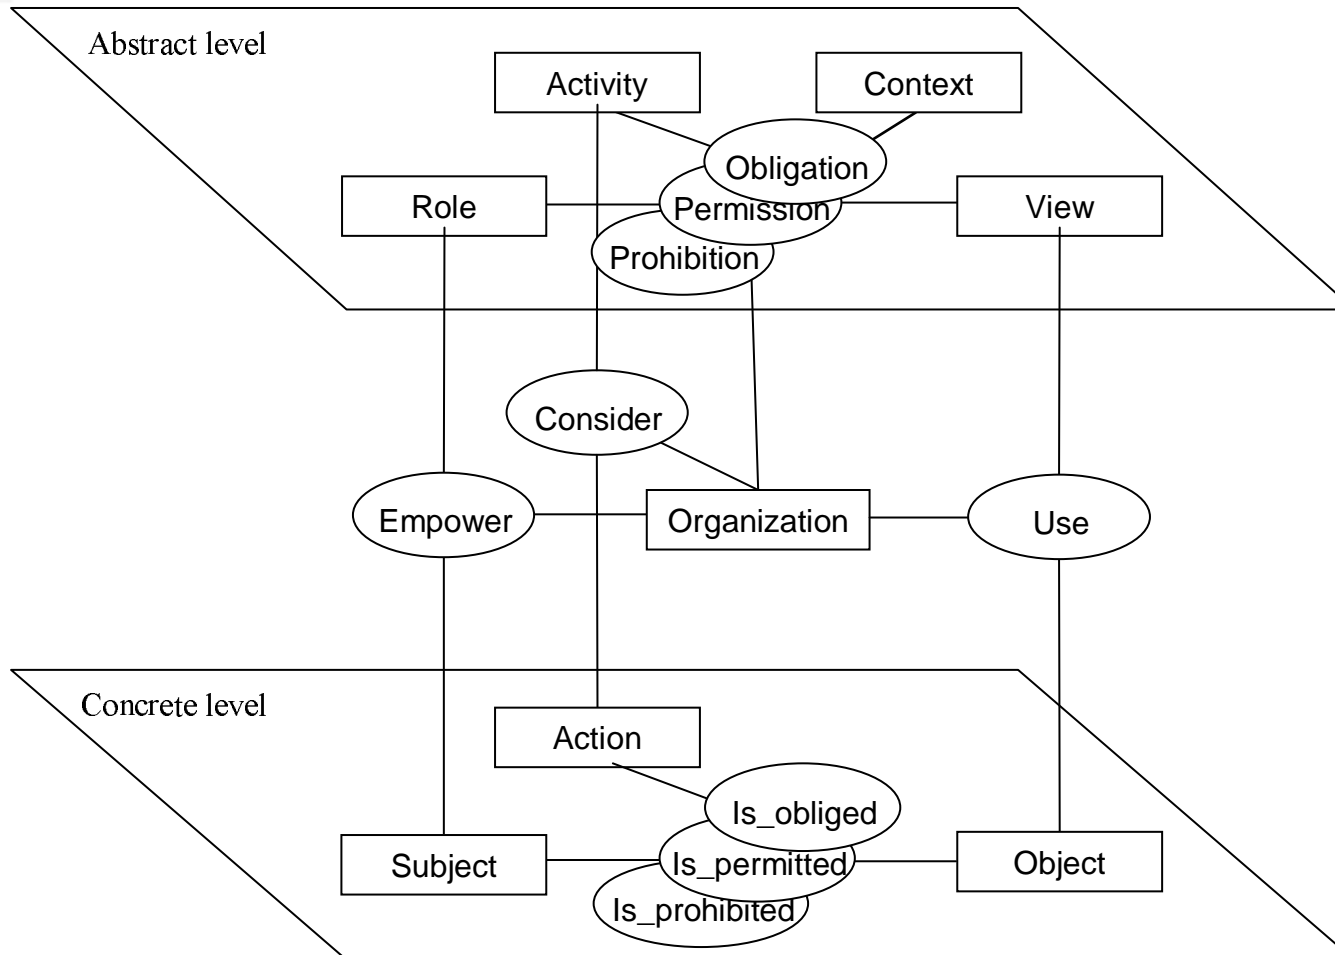 Abstract level
Activity
Context
Obligation
Role
Permission
View
Prohibition
Consider
Empower
Organization
Use
Concrete level
Action
Is_obliged
Subject
Is_permitted
Object
Is_prohibited